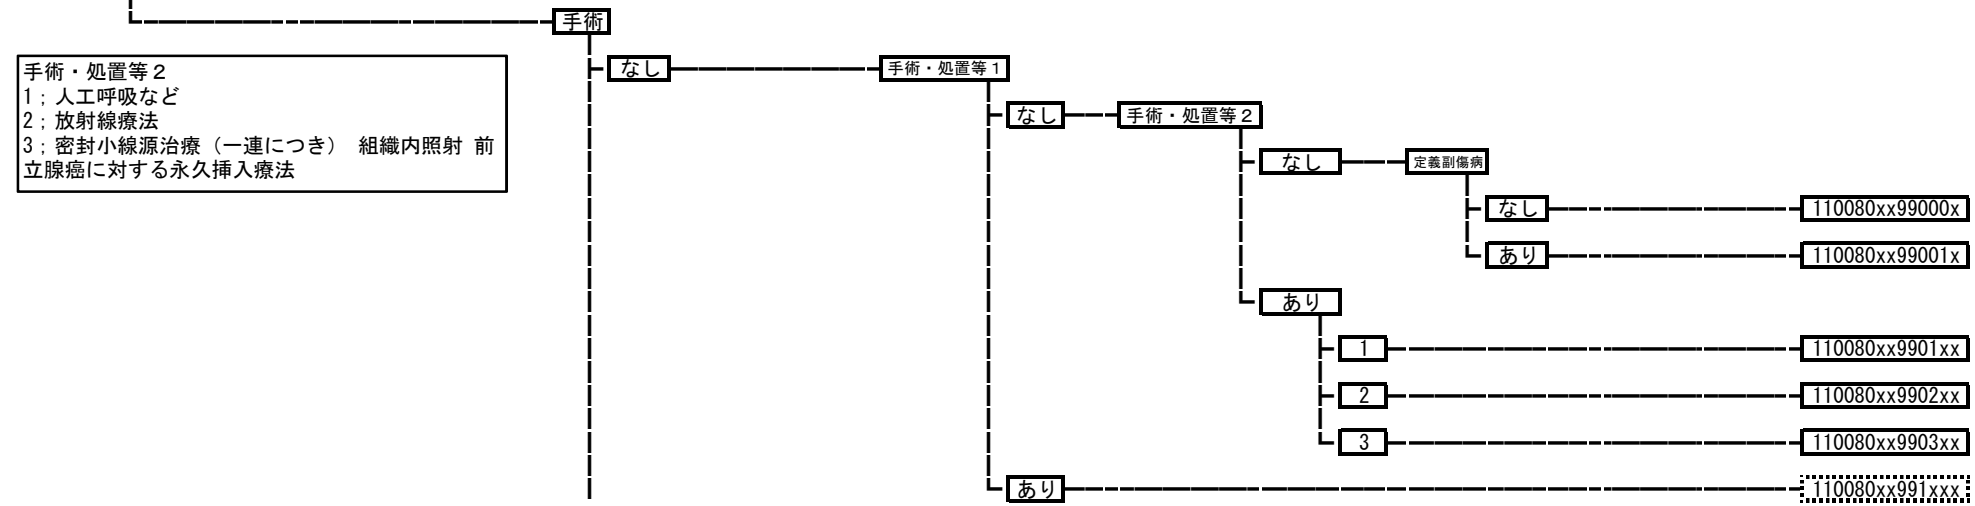 手術
手術・処置等２
1；人工呼吸など
2；放射線療法
3；密封小線源治療（一連につき）　組織内照射 前
立腺癌に対する永久挿入療法
なし
手術・処置等１
なし
手術・処置等２
なし
定義副傷病
なし
110080xx99000x
あり
110080xx99001x
あり
1
110080xx9901xx
2
110080xx9902xx
3
110080xx9903xx
あり
110080xx991xxx